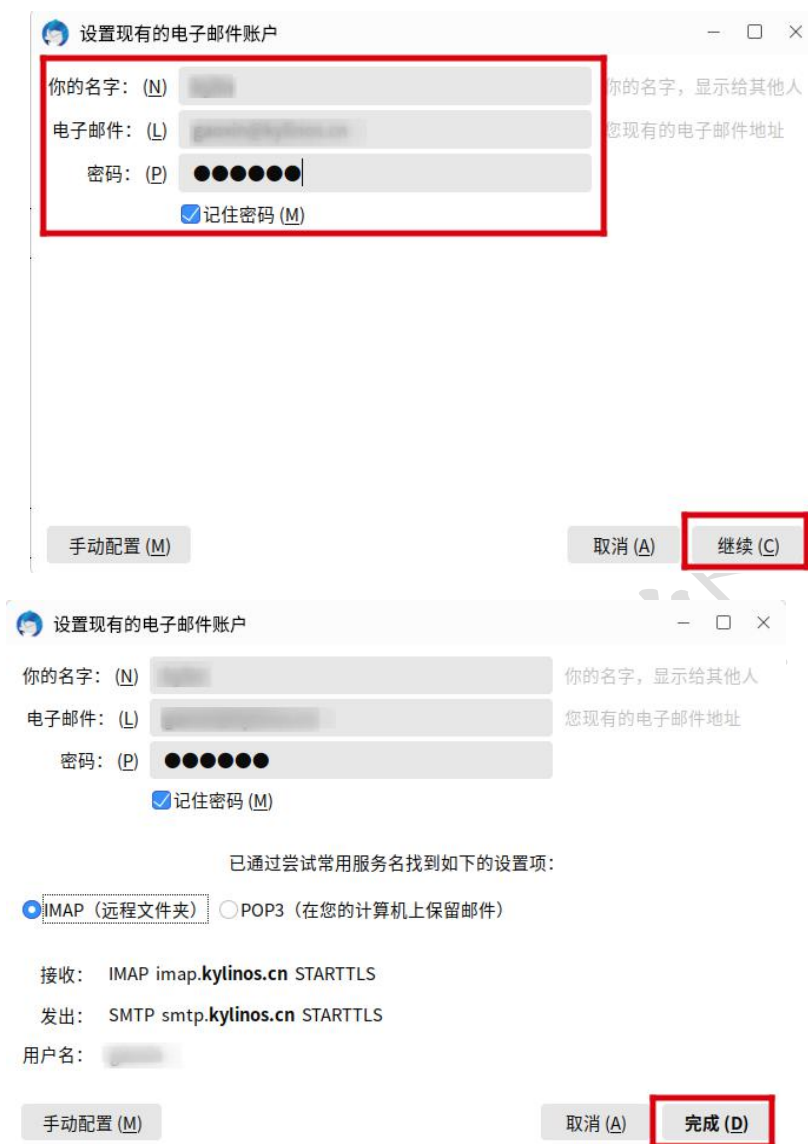 设置现有的电子邮件账户
你的名字: (N) 你的名字，显示给其他人
电子邮件: (L) 您现有的电子邮件地址
密码: (P) ●●●●●●
记住密码 (M)
手动配置 (M) 取消 (A) 继续 (C)
设置现有的电子邮件账户
你的名字: (N) 你的名字，显示给其他人
电子邮件: (L) 您现有的电子邮件地址
密码: (P) ●●●●●●
记住密码 (M)
已通过尝试常用服务名找到如下的设置项:
IMAP（远程文件夹） POP3（在您的计算机上保留邮件）
接收: IMAP imap.kylinos.cn STARTTLS
发出: SMTP smtp.kylinos.cn STARTTLS
用户名:
手动配置 (M) 取消 (A) 完成 (D)